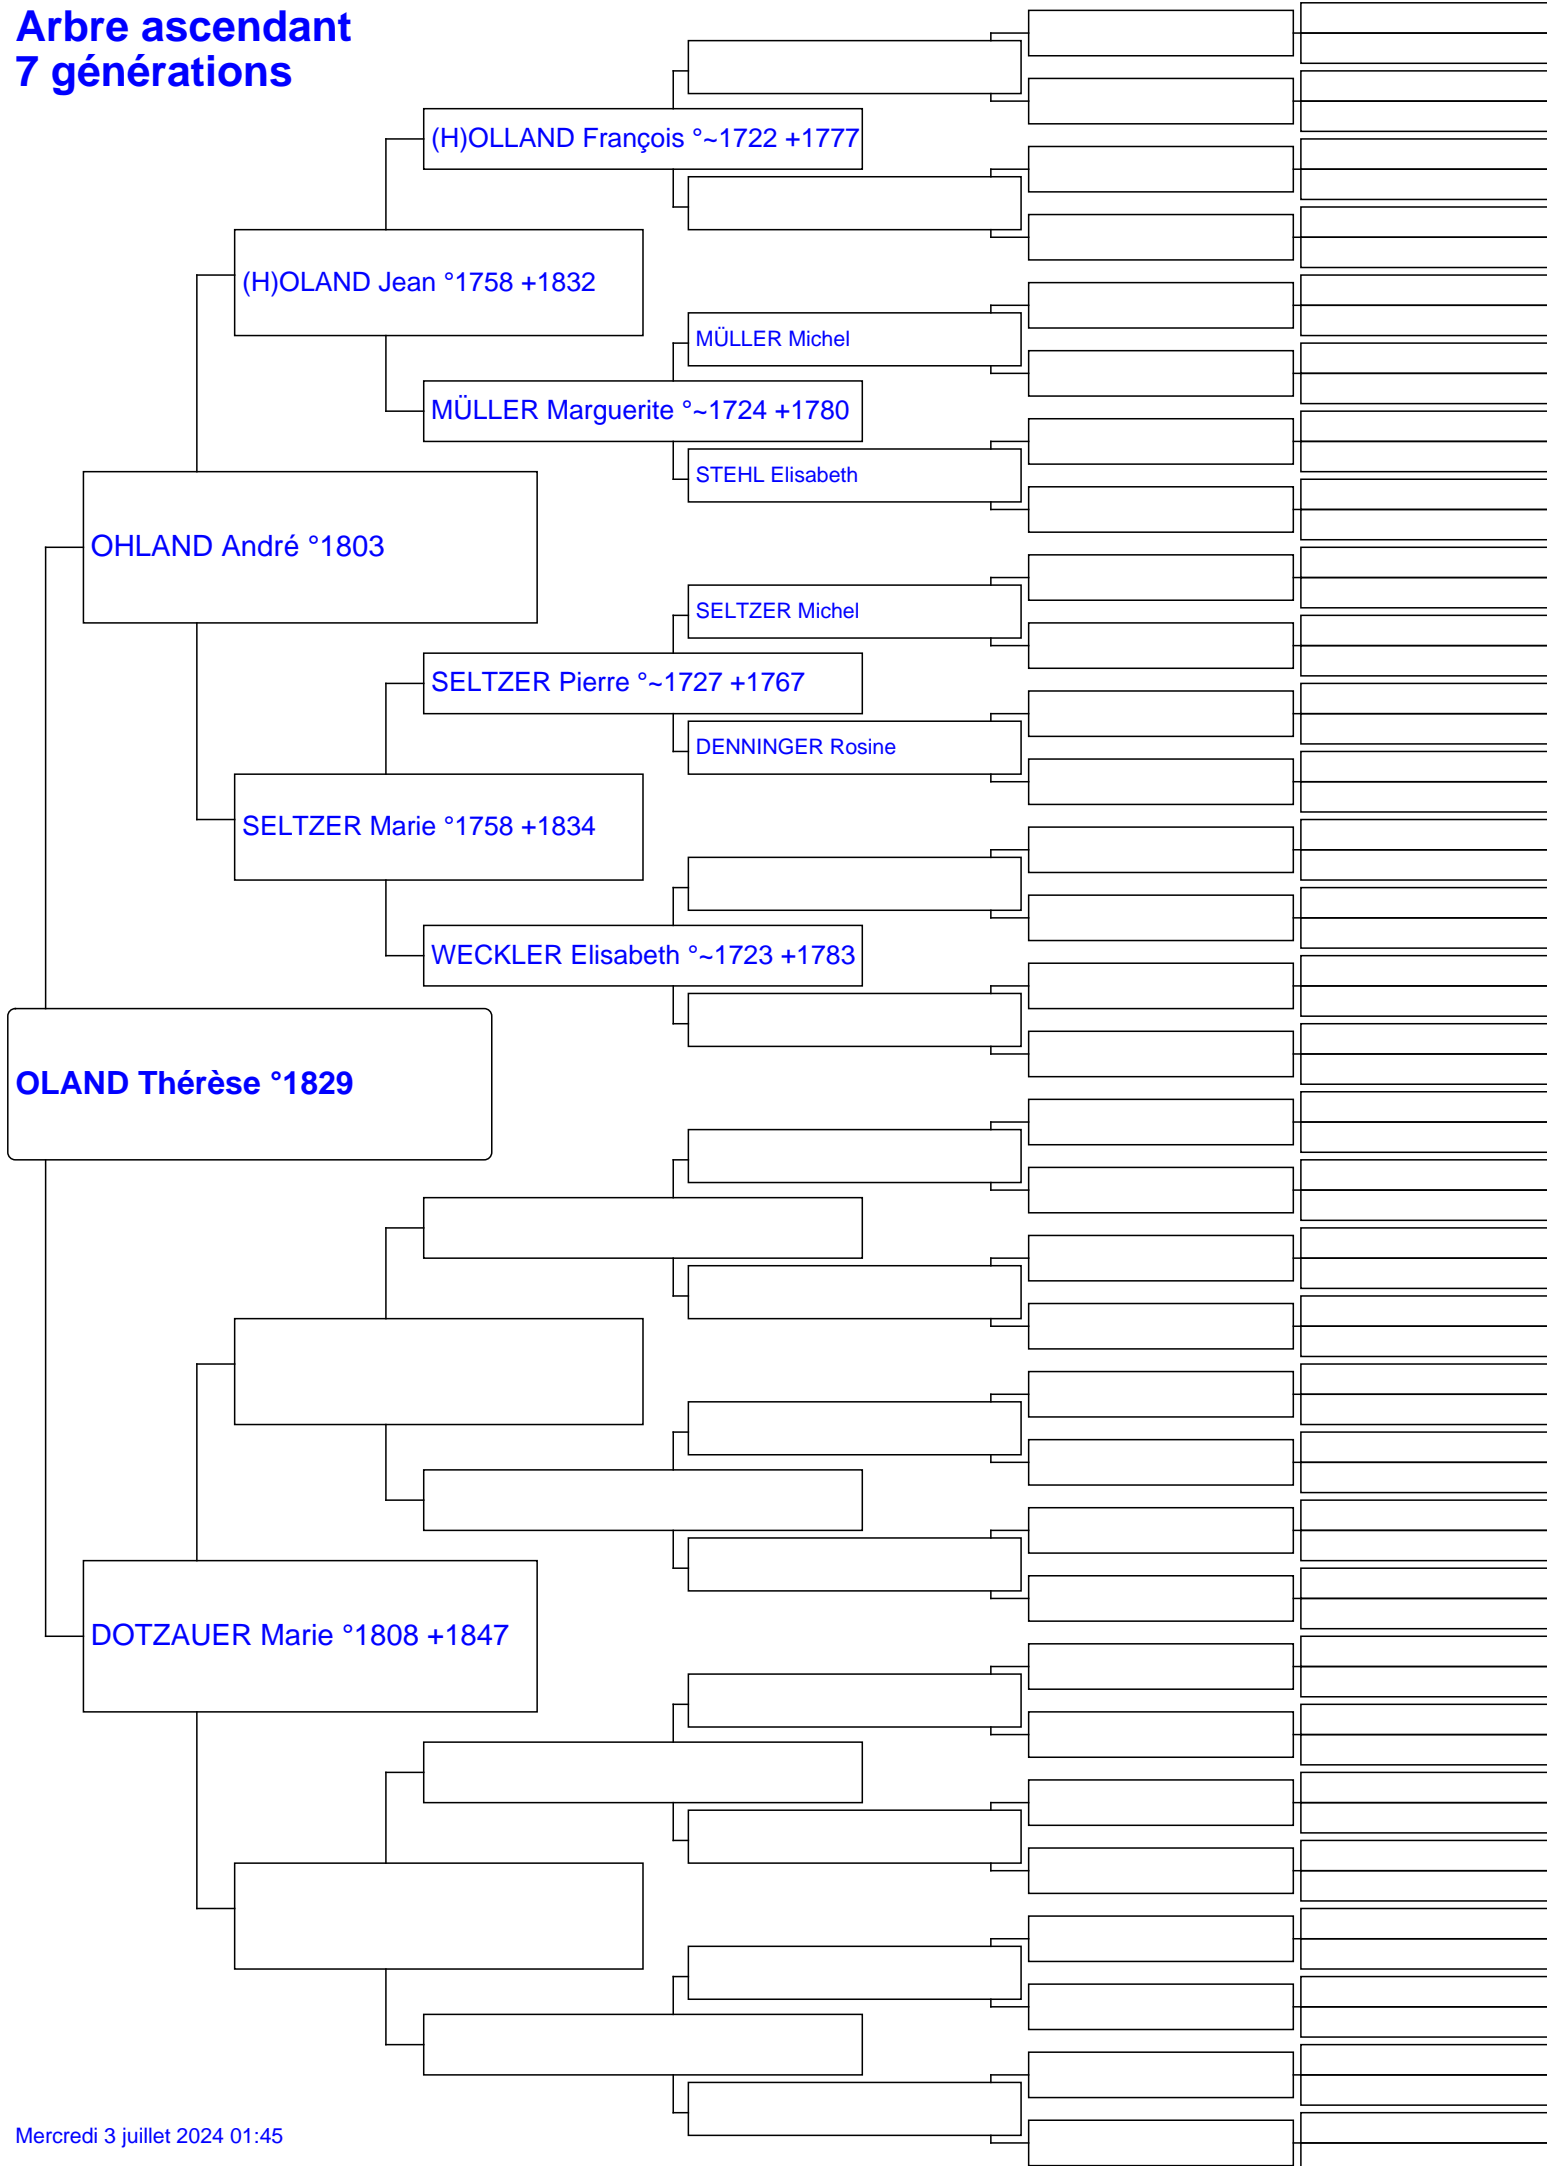 Arbre ascendant
7 générations
(H)OLLAND François °~1722 +1777
(H)OLAND Jean °1758 +1832
MÜLLER Michel
MÜLLER Marguerite °~1724 +1780
STEHL Elisabeth
OHLAND André °1803
SELTZER Michel
SELTZER Pierre °~1727 +1767
DENNINGER Rosine
SELTZER Marie °1758 +1834
WECKLER Elisabeth °~1723 +1783
OLAND Thérèse °1829
DOTZAUER Marie °1808 +1847
Mercredi 3 juillet 2024 01:45